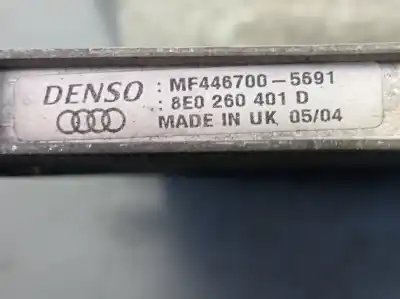 DENSO : MF446700-5691
: 8E0 260 401 D
MADE IN UK 05/04